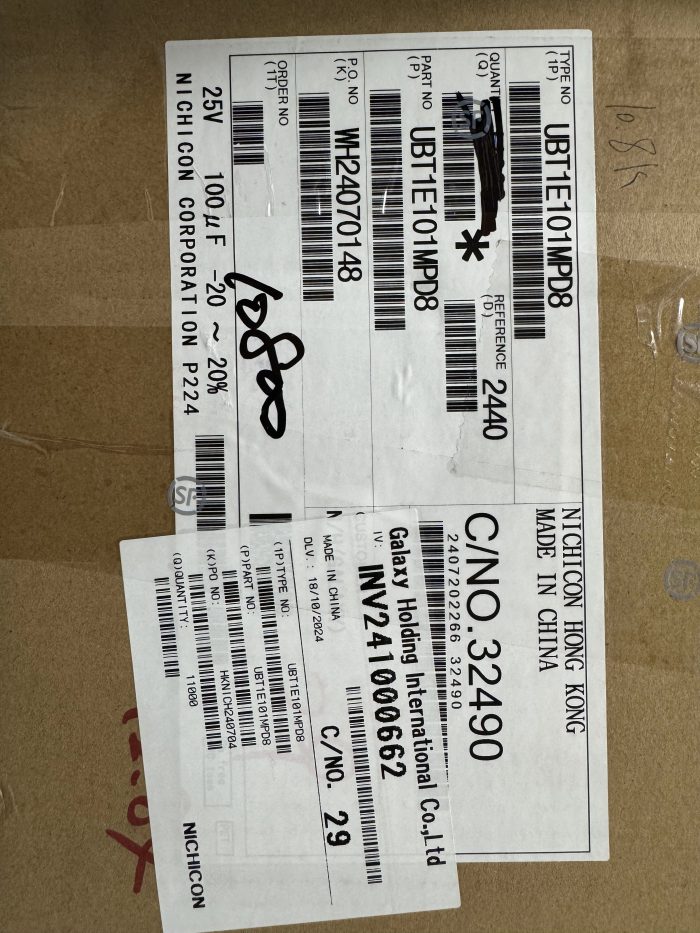 TYPE NO
(1P)
UBT1E101MPD8
QUANT
(Q)
*
REFERENCE
(D)
2440
PART NO
(P)
UBT1E101MPD8
P.O. NO
(K)
WH24070148
ORDER NO
(1T)
10800
25V 100μF -20 ~ 20%
NICHICON CORPORATION P224
NICHICON HONG KONG
MADE IN CHINA
C/NO. 32490
2407202266 32490
Galaxy Holding International Co.,Ltd
IV:
INV241000662
MADE IN CHINA
DLV.: 18/10/2024
C/NO. 29
(1P)TYPE NO:
UBT1E101MPD8
(P)PART NO:
UBT1E101MPD8
(K)PO NO:
HKNICH240704
(Q)QUANTITY:
11000
NICHICON
SF